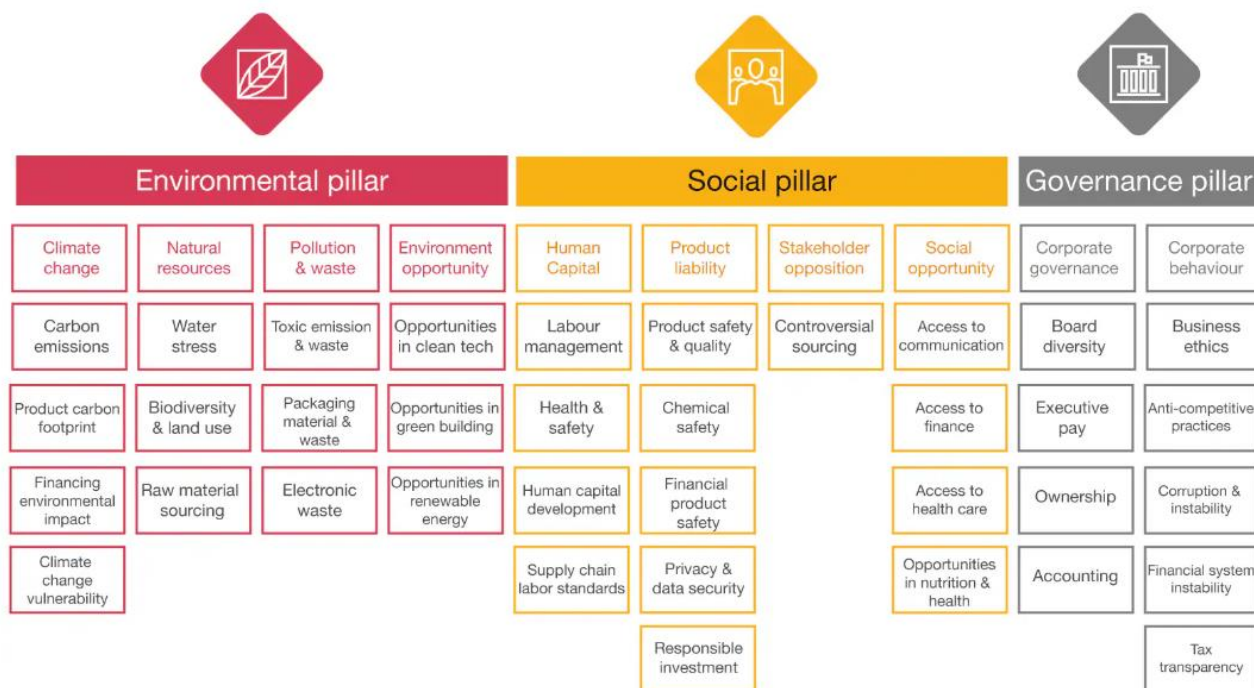 Environmental pillar
Social pillar
Governance pillar
Climate
change
Natural
resources
Pollution
& waste
Environment
opportunity
Human
Capital
Product
liability
Stakeholder
opposition
Social
opportunity
Corporate
governance
Corporate
behaviour
Carbon
emissions
Water
stress
Toxic emission
& waste
Opportunities
in clean tech
Labour
management
Product safety
& quality
Controversial
sourcing
Access to
communication
Board
diversity
Business
ethics
Product carbon
footprint
Biodiversity
& land use
Packaging
material &
waste
Opportunities in
green building
Health &
safety
Chemical
safety
Access to
finance
Executive
pay
Anti-competitive
practices
Financing
environmental
impact
Raw material
sourcing
Electronic
waste
Opportunities in
renewable
energy
Human capital
development
Financial
product
safety
Access to
health care
Ownership
Corruption &
instability
Climate
change
vulnerability
Supply chain
labor standards
Privacy &
data security
Opportunities
in nutrition &
health
Accounting
Financial system
instability
Responsible
investment
Tax
transparency